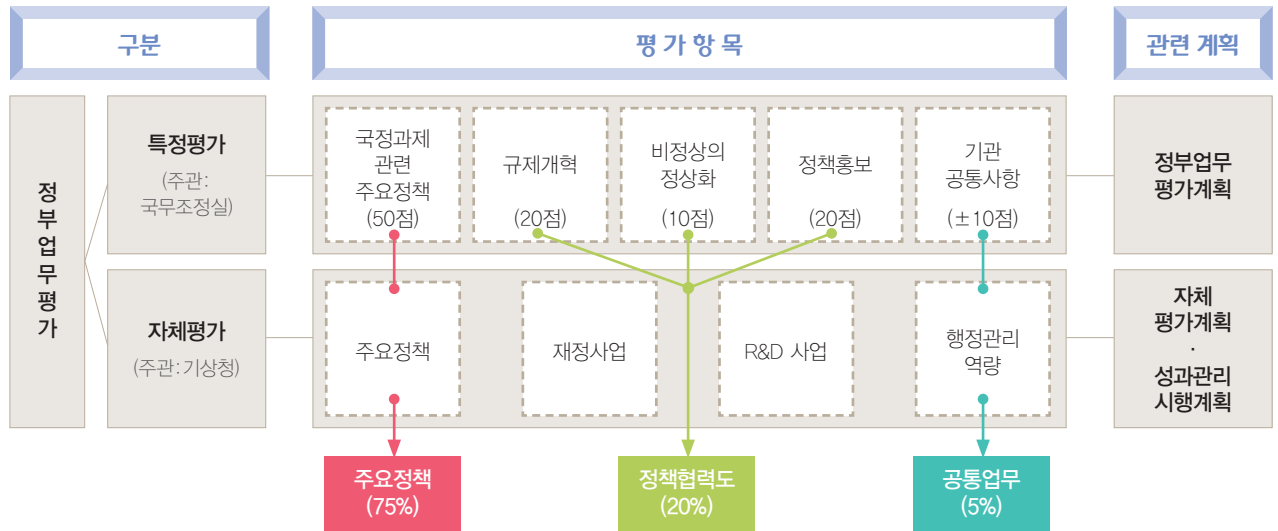 구분
평가항목
관련 계획
정부업무평가
특정평가
(주관:
국무조정실)
국정과제
관련
주요정책
(50점)
규제개혁
(20점)
비정상의
정상화
(10점)
정책홍보
(20점)
기관
공통사항
(±10점)
정부업무
평가계획
자체평가
(주관:기상청)
주요정책
재정사업
R&D 사업
행정관리
역량
자체
평가계획
·
성과관리
시행계획
주요정책
(75%)
정책협력도
(20%)
공통업무
(5%)